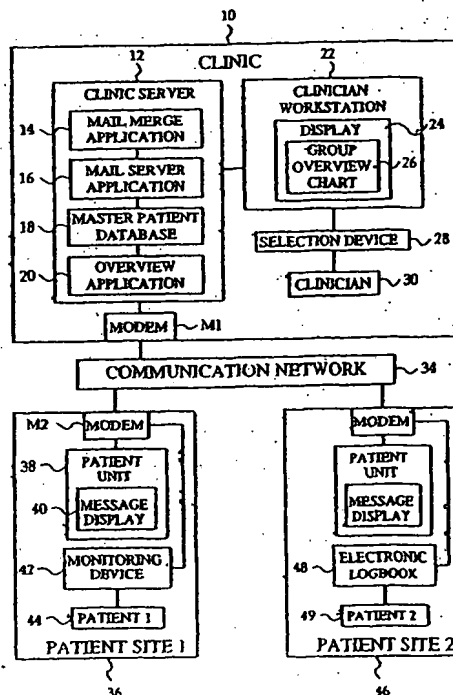 10
CLINIC
12
22
CLINIC SERVER
14
MAIL MERGE
APPLICATION
16
MAIL SERVER
APPLICATION
18
MASTER PATIENT
DATABASE
20
OVERVIEW
APPLICATION
CLINICIAN
WORKSTATION
DISPLAY
24
GROUP
OVERVIEW
CHART
26
SELECTION DEVICE
28
CLINICIAN
30
MODEM
M1
COMMUNICATION NETWORK
34
M2
MODEM
38
PATIENT
UNIT
40
MESSAGE
DISPLAY
42
MONITORING
DEVICE
44
PATIENT 1
PATIENT SITE 1
36
MODEM
PATIENT
UNIT
MESSAGE
DISPLAY
48
ELECTRONIC
LOGBOOK
49
PATIENT 2
PATIENT SITE 2
46